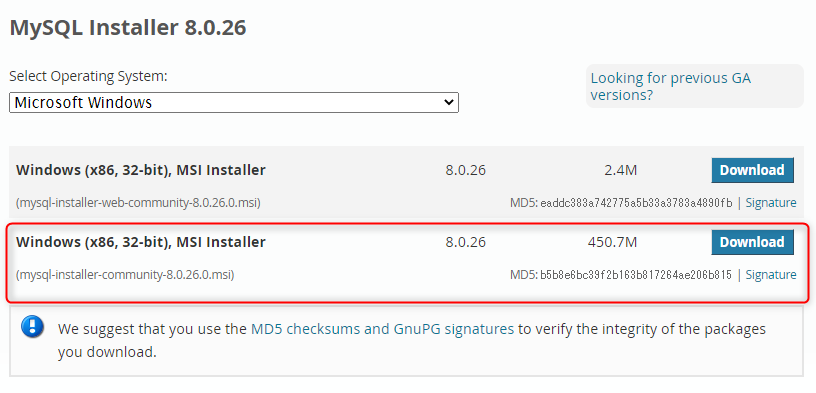 MySQL Installer 8.0.26
Select Operating System:
Looking for previous GA
versions?
Microsoft Windows
Windows (x86, 32-bit), MSI Installer 8.0.26 2.4M Download
(mysql-installer-web-community-8.0.26.0.msi) MD5: eaddc383a742775a5b33a3783a4890fb | Signature
Windows (x86, 32-bit), MSI Installer 8.0.26 450.7M Download
(mysql-installer-community-8.0.26.0.msi) MD5: b5b8e6bc39f2b163b817264ae206b815 | Signature
We suggest that you use the MD5 checksums and GnuPG signatures to verify the integrity of the packages
you download.